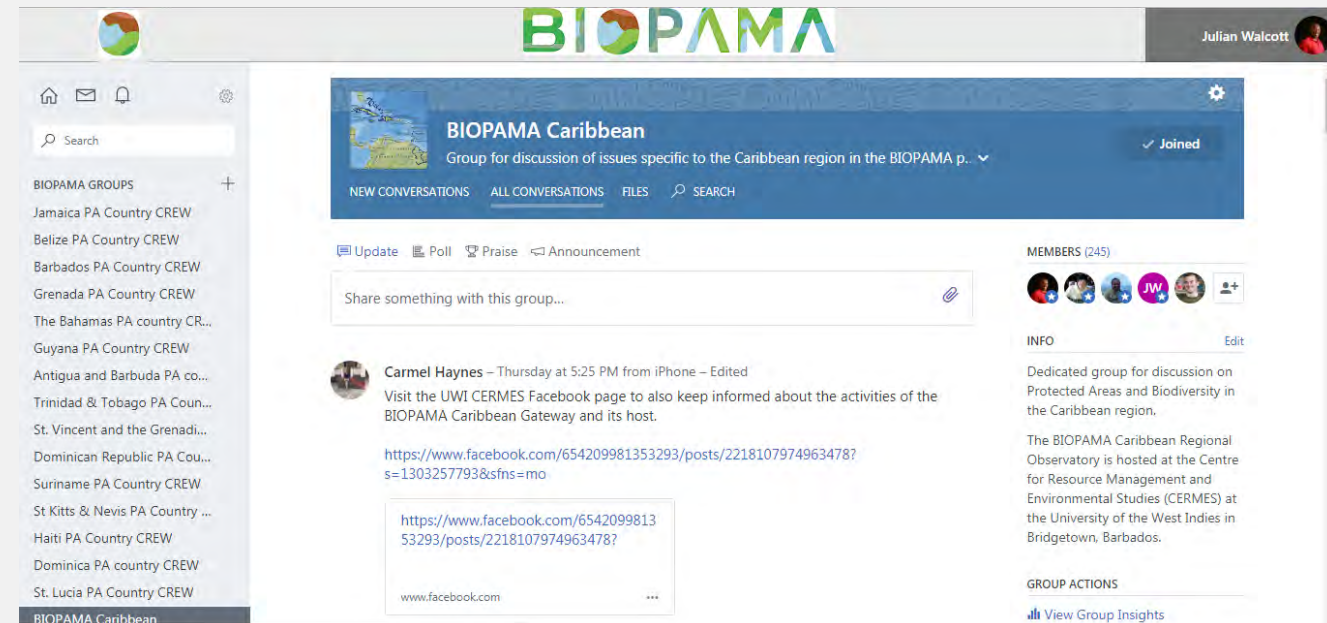 BIOPAMA
Julian Walcott
Search
BIOPAMA GROUPS
Jamaica PA Country CREW
Belize PA Country CREW
Barbados PA Country CREW
Grenada PA Country CREW
The Bahamas PA country CR...
Guyana PA Country CREW
Antigua and Barbuda PA co...
Trinidad & Tobago PA Coun...
St. Vincent and the Grenadi...
Dominican Republic PA Cou...
Suriname PA Country CREW
St Kitts & Nevis PA Country ...
Haiti PA Country CREW
Dominica PA country CREW
St. Lucia PA Country CREW
BIOPAMA Caribbean
BIOPAMA Caribbean
Group for discussion of issues specific to the Caribbean region in the BIOPAMA p..
Joined
NEW CONVERSATIONS ALL CONVERSATIONS FILES SEARCH
Update Poll Praise Announcement
Share something with this group...
Carmel Haynes – Thursday at 5:25 PM from iPhone – Edited
Visit the UWI CERMES Facebook page to also keep informed about the activities of the
BIOPAMA Caribbean Gateway and its host.
https://www.facebook.com/654209981353293/posts/2218107974963478?
s=1303257793&sfns=mo
https://www.facebook.com/6542099813
53293/posts/2218107974963478?
www.facebook.com
MEMBERS (245)
JW
INFO Edit
Dedicated group for discussion on
Protected Areas and Biodiversity in
the Caribbean region.
The BIOPAMA Caribbean Regional
Observatory is hosted at the Centre
for Resource Management and
Environmental Studies (CERMES) at
the University of the West Indies in
Bridgetown, Barbados.
GROUP ACTIONS
View Group Insights